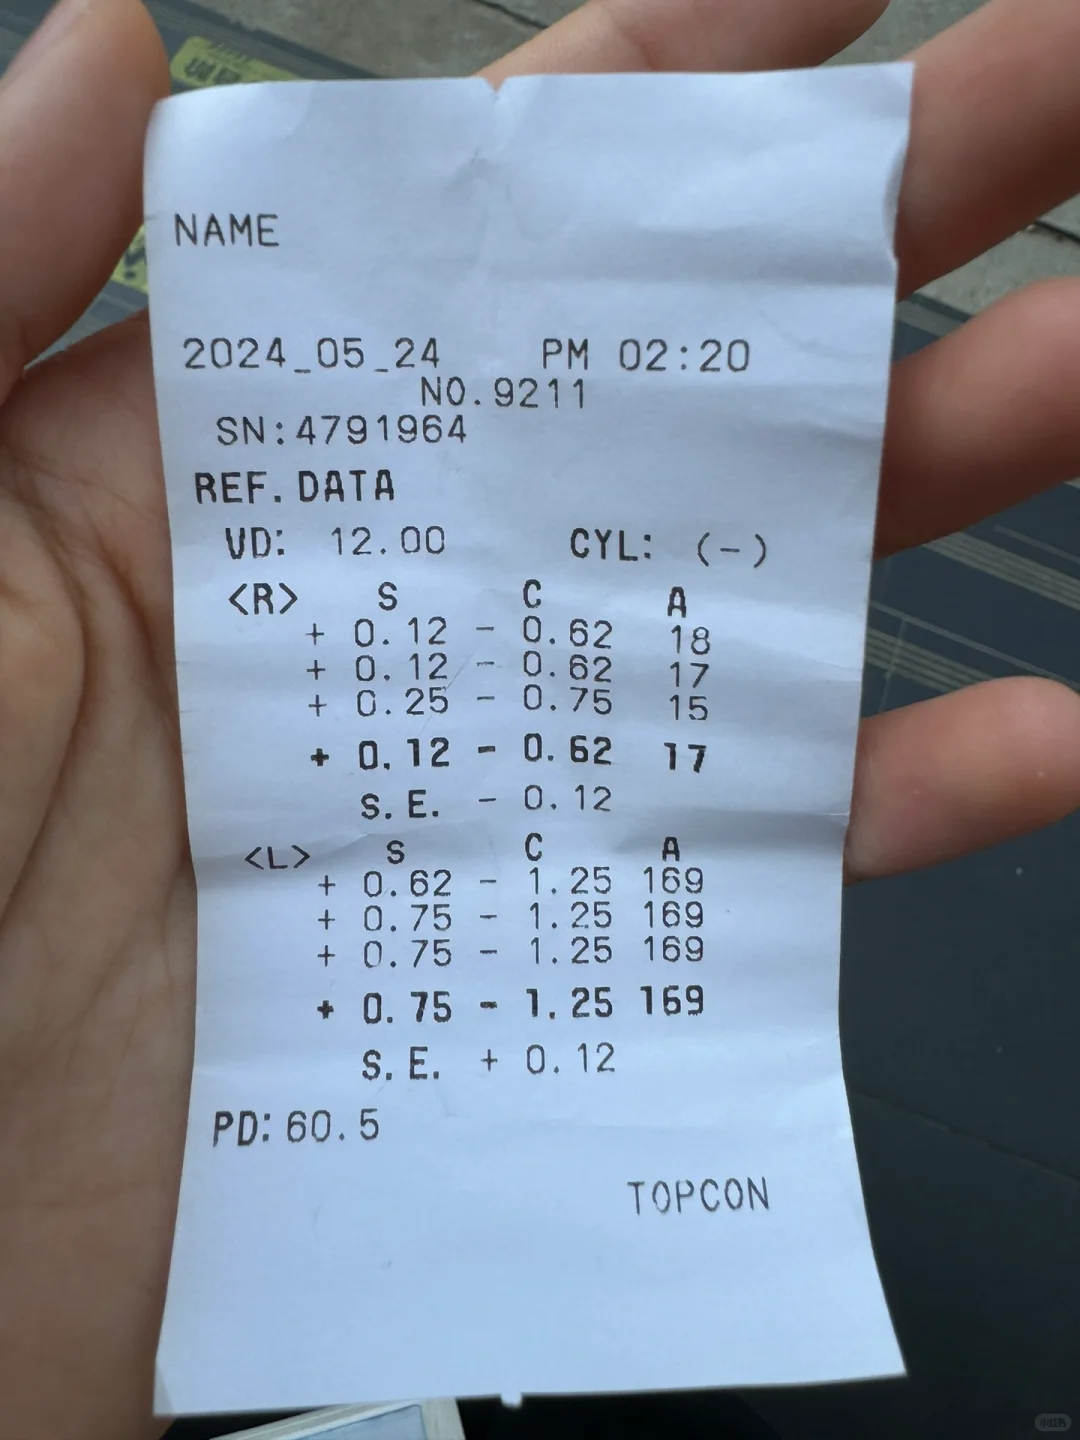 NAME
2024_05_24 PM 02:20
NO.9211
SN:4791964
REF.DATA
VD: 12.00 CYL: (-)
<R> S C A
+ 0.12 - 0.62 18
+ 0.12 - 0.62 17
+ 0.25 - 0.75 15
+ 0.12 - 0.62 17
S.E. - 0.12
<L> S C A
+ 0.62 - 1.25 169
+ 0.75 - 1.25 169
+ 0.75 - 1.25 169
+ 0.75 - 1.25 169
S.E. + 0.12
PD:60.5
TOPCON